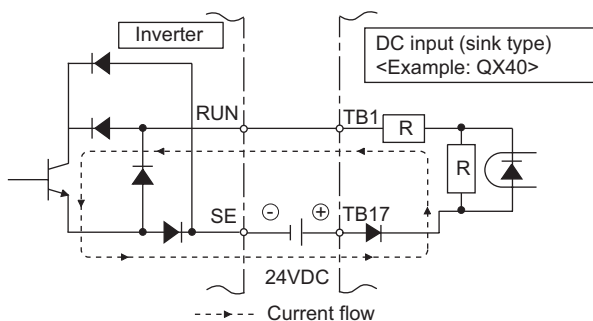 Inverter
DC input (sink type)
<Example: QX40>
RUN
TB1
R
R
SE
⊖
⊕
TB17
24VDC
Current flow